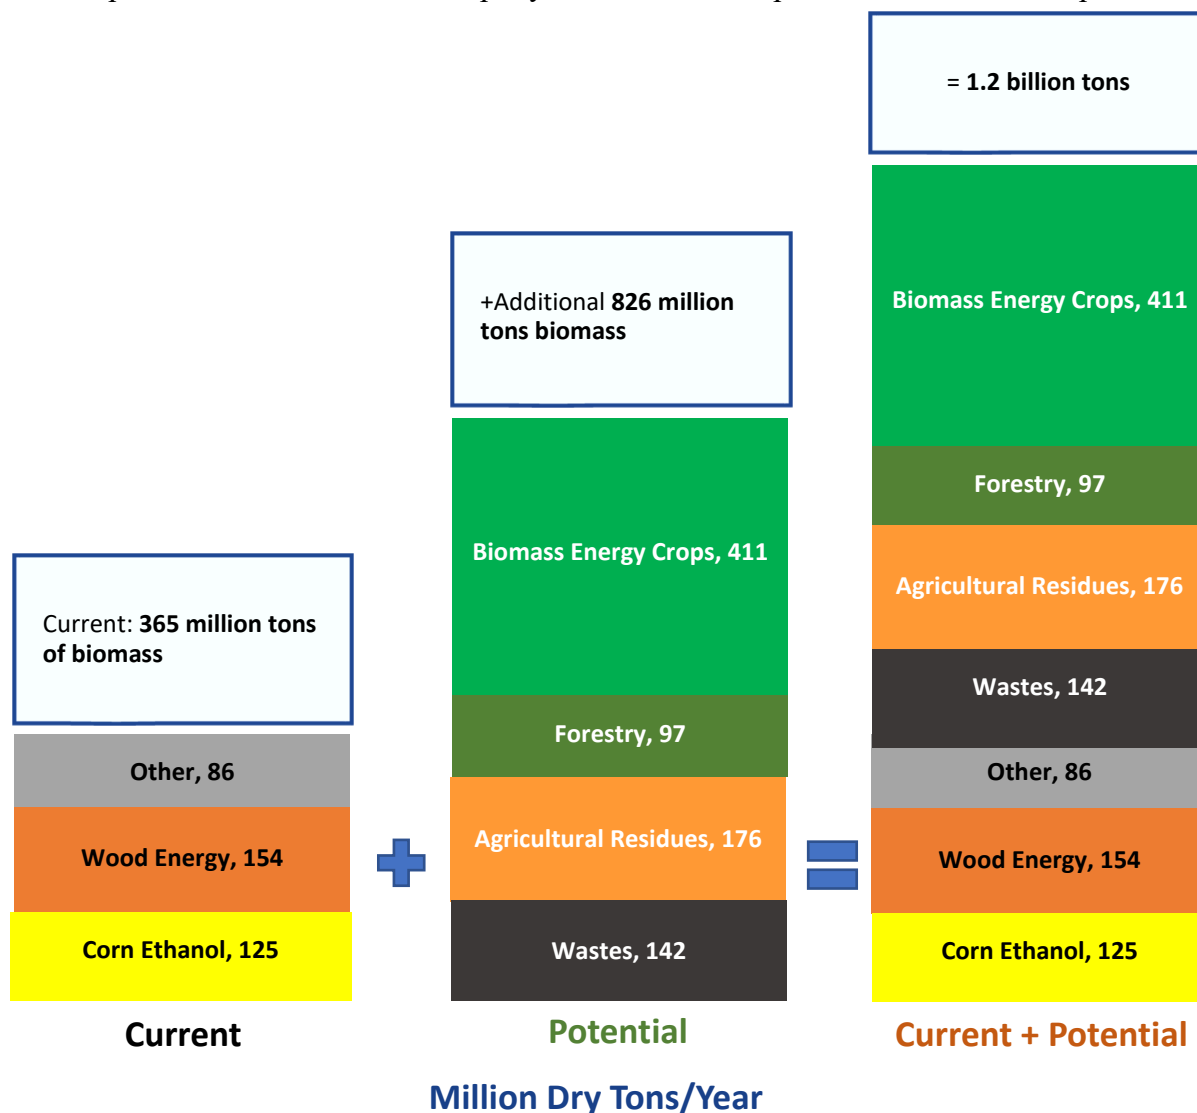 = 1.2 billion tons
Biomass Energy Crops, 411
+Additional 826 million
tons biomass
Forestry, 97
Biomass Energy Crops, 411
Agricultural Residues, 176
Current: 365 million tons
of biomass
Wastes, 142
Forestry, 97
Other, 86
Other, 86
Agricultural Residues, 176
Wood Energy, 154
Wood Energy, 154
Corn Ethanol, 125
Wastes, 142
Corn Ethanol, 125
Current
Potential
Current + Potential
Million Dry Tons/Year